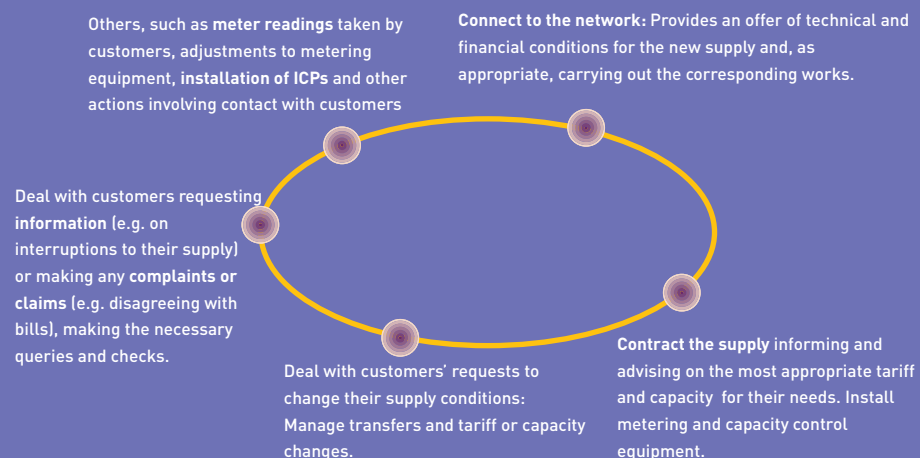 Others, such as meter readings taken by
customers, adjustments to metering
equipment, installation of ICPs and other
actions involving contact with customers
Connect to the network: Provides an offer of technical and
financial conditions for the new supply and, as
appropriate, carrying out the corresponding works.
Deal with customers requesting
information (e.g. on
interruptions to their supply)
or making any complaints or
claims (e.g. disagreeing with
bills), making the necessary
queries and checks.
Deal with customers’ requests to
change their supply conditions:
Manage transfers and tariff or capacity
changes.
Contract the supply informing and
advising on the most appropriate tariff
and capacity for their needs. Install
metering and capacity control
equipment.